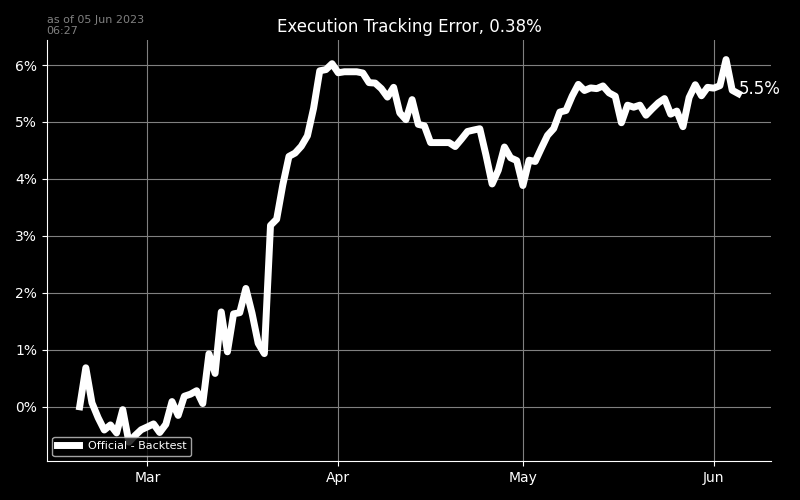 as of 05 Jun 2023
06:27
Execution Tracking Error, 0.38%
6%
5%
4%
3%
2%
1%
0%
5.5%
Official - Backtest
Mar
Apr
May
Jun